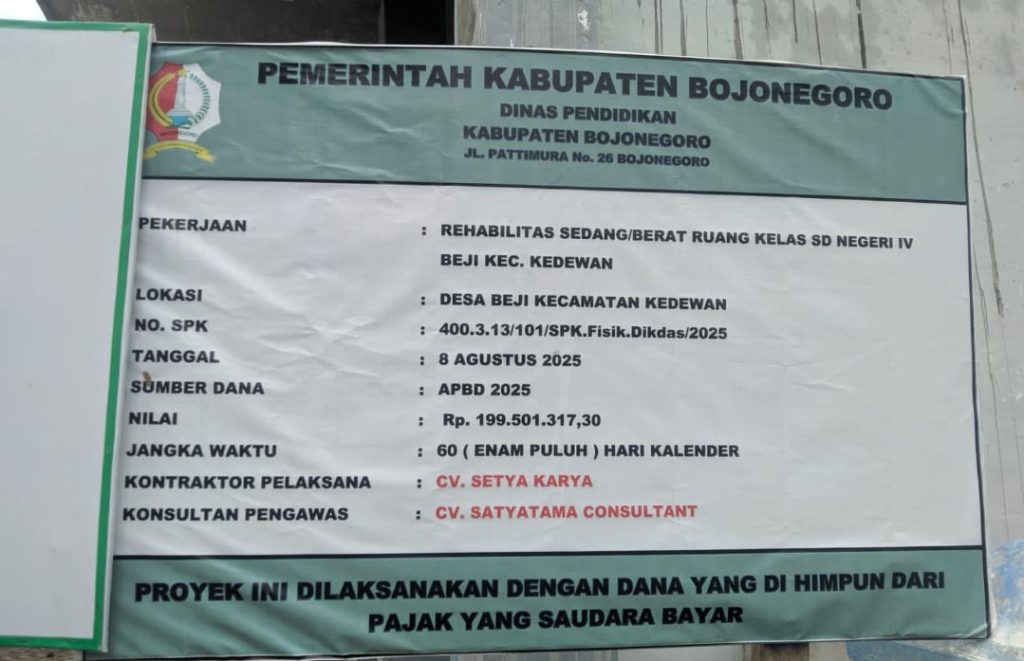 PEMERINTAH KABUPATEN BOJONEGORO
DINAS PENDIDIKAN
KABUPATEN BOJONEGORO
JL. PATTIMURA No. 26 BOJONEGORO
PEKERJAAN : REHABILITAS SEDANG/BERAT RUANG KELAS SD NEGERI IV
BEJI KEC. KEDEWAN
LOKASI : DESA BEJI KECAMATAN KEDEWAN
NO. SPK : 400.3.13/101/SPK.Fisik.Dikdas/2025
TANGGAL : 8 AGUSTUS 2025
SUMBER DANA : APBD 2025
NILAI : Rp. 199.501.317,30
JANGKA WAKTU : 60 ( ENAM PULUH ) HARI KALENDER
KONTRAKTOR PELAKSANA : CV. SETYA KARYA
KONSULTAN PENGAWAS : CV. SATYATAMA CONSULTANT
PROYEK INI DILAKSANAKAN DENGAN DANA YANG DI HIMPUN DARI
PAJAK YANG SAUDARA BAYAR